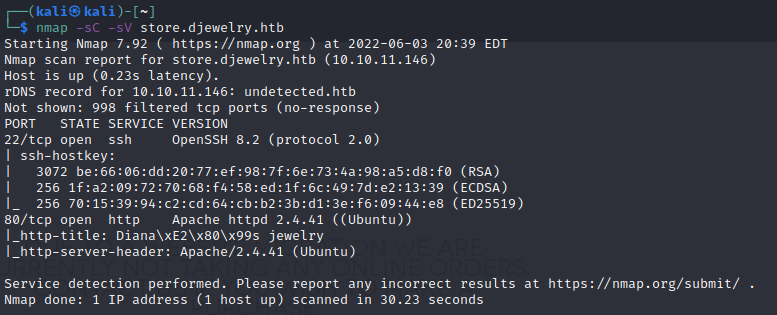 ┌──(kali㉿kali)-[~]
└─$ nmap -sC -sV store.djewelry.htb
Starting Nmap 7.92 ( https://nmap.org ) at 2022-06-03 20:39 EDT
Nmap scan report for store.djewelry.htb (10.10.11.146)
Host is up (0.23s latency).
rDNS record for 10.10.11.146: undetected.htb
Not shown: 998 filtered tcp ports (no-response)
PORT   STATE SERVICE VERSION
22/tcp open  ssh     OpenSSH 8.2 (protocol 2.0)
| ssh-hostkey:
|   3072 be:66:06:dd:20:77:ef:98:7f:6e:73:4a:98:a5:d8:f0 (RSA)
|   256 1f:a2:09:72:70:68:f4:58:ed:1f:6c:49:7d:e2:13:39 (ECDSA)
|_  256 70:15:39:94:c2:cd:64:cb:b2:3b:d1:3e:f6:09:44:e8 (ED25519)
80/tcp open  http    Apache httpd 2.4.41 ((Ubuntu))
|_http-title: Diana\xE2\x80\x99s jewelry
|_http-server-header: Apache/2.4.41 (Ubuntu)
Service detection performed. Please report any incorrect results at https://nmap.org/submit/ .
Nmap done: 1 IP address (1 host up) scanned in 30.23 seconds